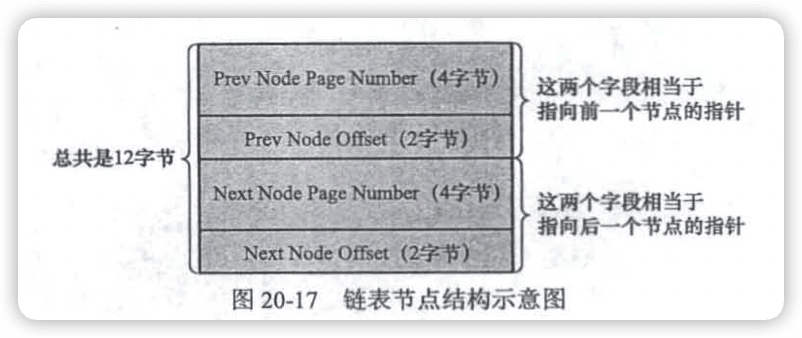 Prev Node Page Number（4字节）
这两个字段相当于
指向前一个节点的指针
Prev Node Offset（2字节）
总共是12字节
Next Node Page Number（4字节）
这两个字段相当于
指向后一个节点的指针
Next Node Offset（2字节）
图 20-17 链表节点结构示意图